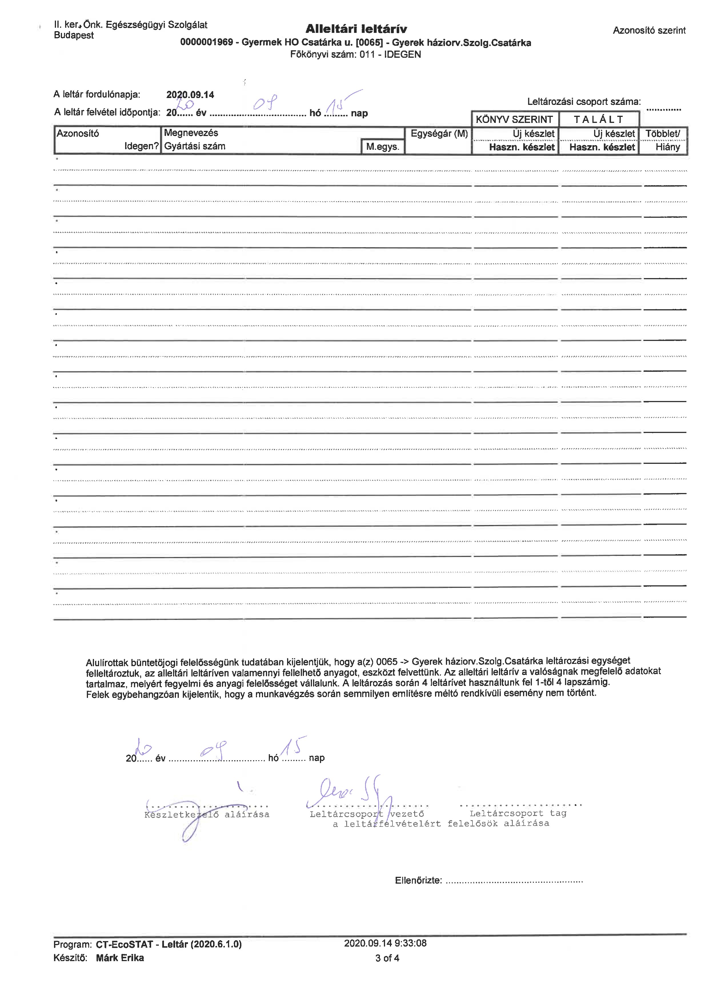 II. ker. Önk. Egészségügyi Szolgálat
Budapest
Alleltári leltárív
Azonosító szerint
0000001969 - Gyermek HO Csatárka u. [0065] - Gyerek háziorv.Szolg.Csatárka
Főkönyvi szám: 011 - IDEGEN
A leltár fordulónapja: 2020.09.14
Leltározási csoport száma: .............
A leltár felvétel időpontja: 2020 év 09 hó 15 nap
KÖNYV SZERINT TALÁLT
Azonosító Megnevezés Egységár (M) Új készlet Új készlet Többlet/
Idegen? Gyártási szám M.egys. Haszn. készlet Haszn. készlet Hiány
Alulírottak büntetőjogi felelősségünk tudatában kijelentjük, hogy a(z) 0065 -> Gyerek háziorv.Szolg.Csatárka leltározási egységet
felleltároztuk, az alleltári leltáríven valamennyi fellelhető anyagot, eszközt felvettünk. Az alleltári leltárív a valóságnak megfelelő adatokat
tartalmaz, melyért fegyelmi és anyagi felelősséget vállalunk. A leltározás során 4 leltárívet használtunk fel 1-től 4 lapszámig.
Felek egybehangzóan kijelentik, hogy a munkavégzés során semmilyen említésre méltó rendkívüli esemény nem történt.
2020 év 09 hó 15 nap
Készletkezelő aláírása Leltárcsoport vezető Leltárcsoport tag
a leltárfelvételért felelősök aláírása
Ellenőrizte: ..................................................
Program: CT-EcoSTAT - Leltár (2020.6.1.0) 2020.09.14 9:33:08
Készítő: Márk Erika 3 of 4